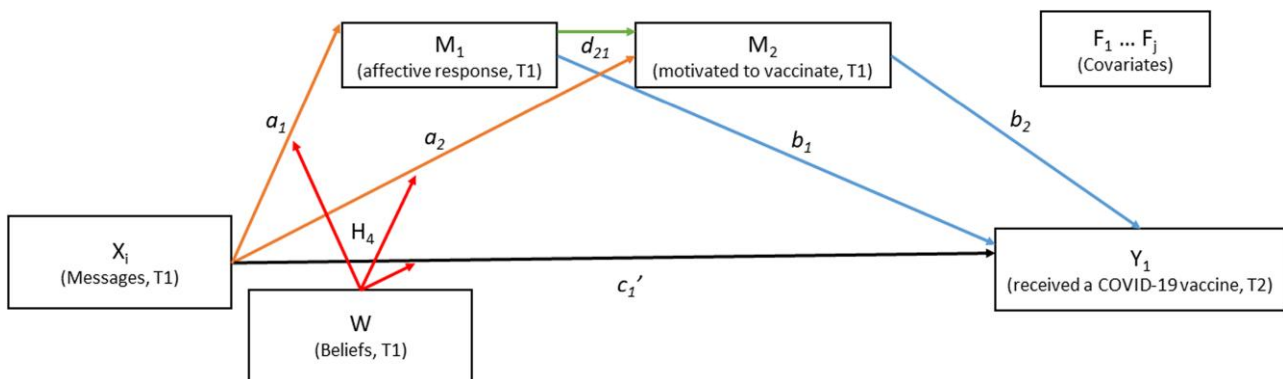 M1
(affective response, T1)
d21
M2
(motivated to vaccinate, T1)
F1 ... Fj
(Covariates)
a1
a2
b1
b2
Xi
(Messages, T1)
H4
c1’
Y1
(received a COVID-19 vaccine, T2)
W
(Beliefs, T1)